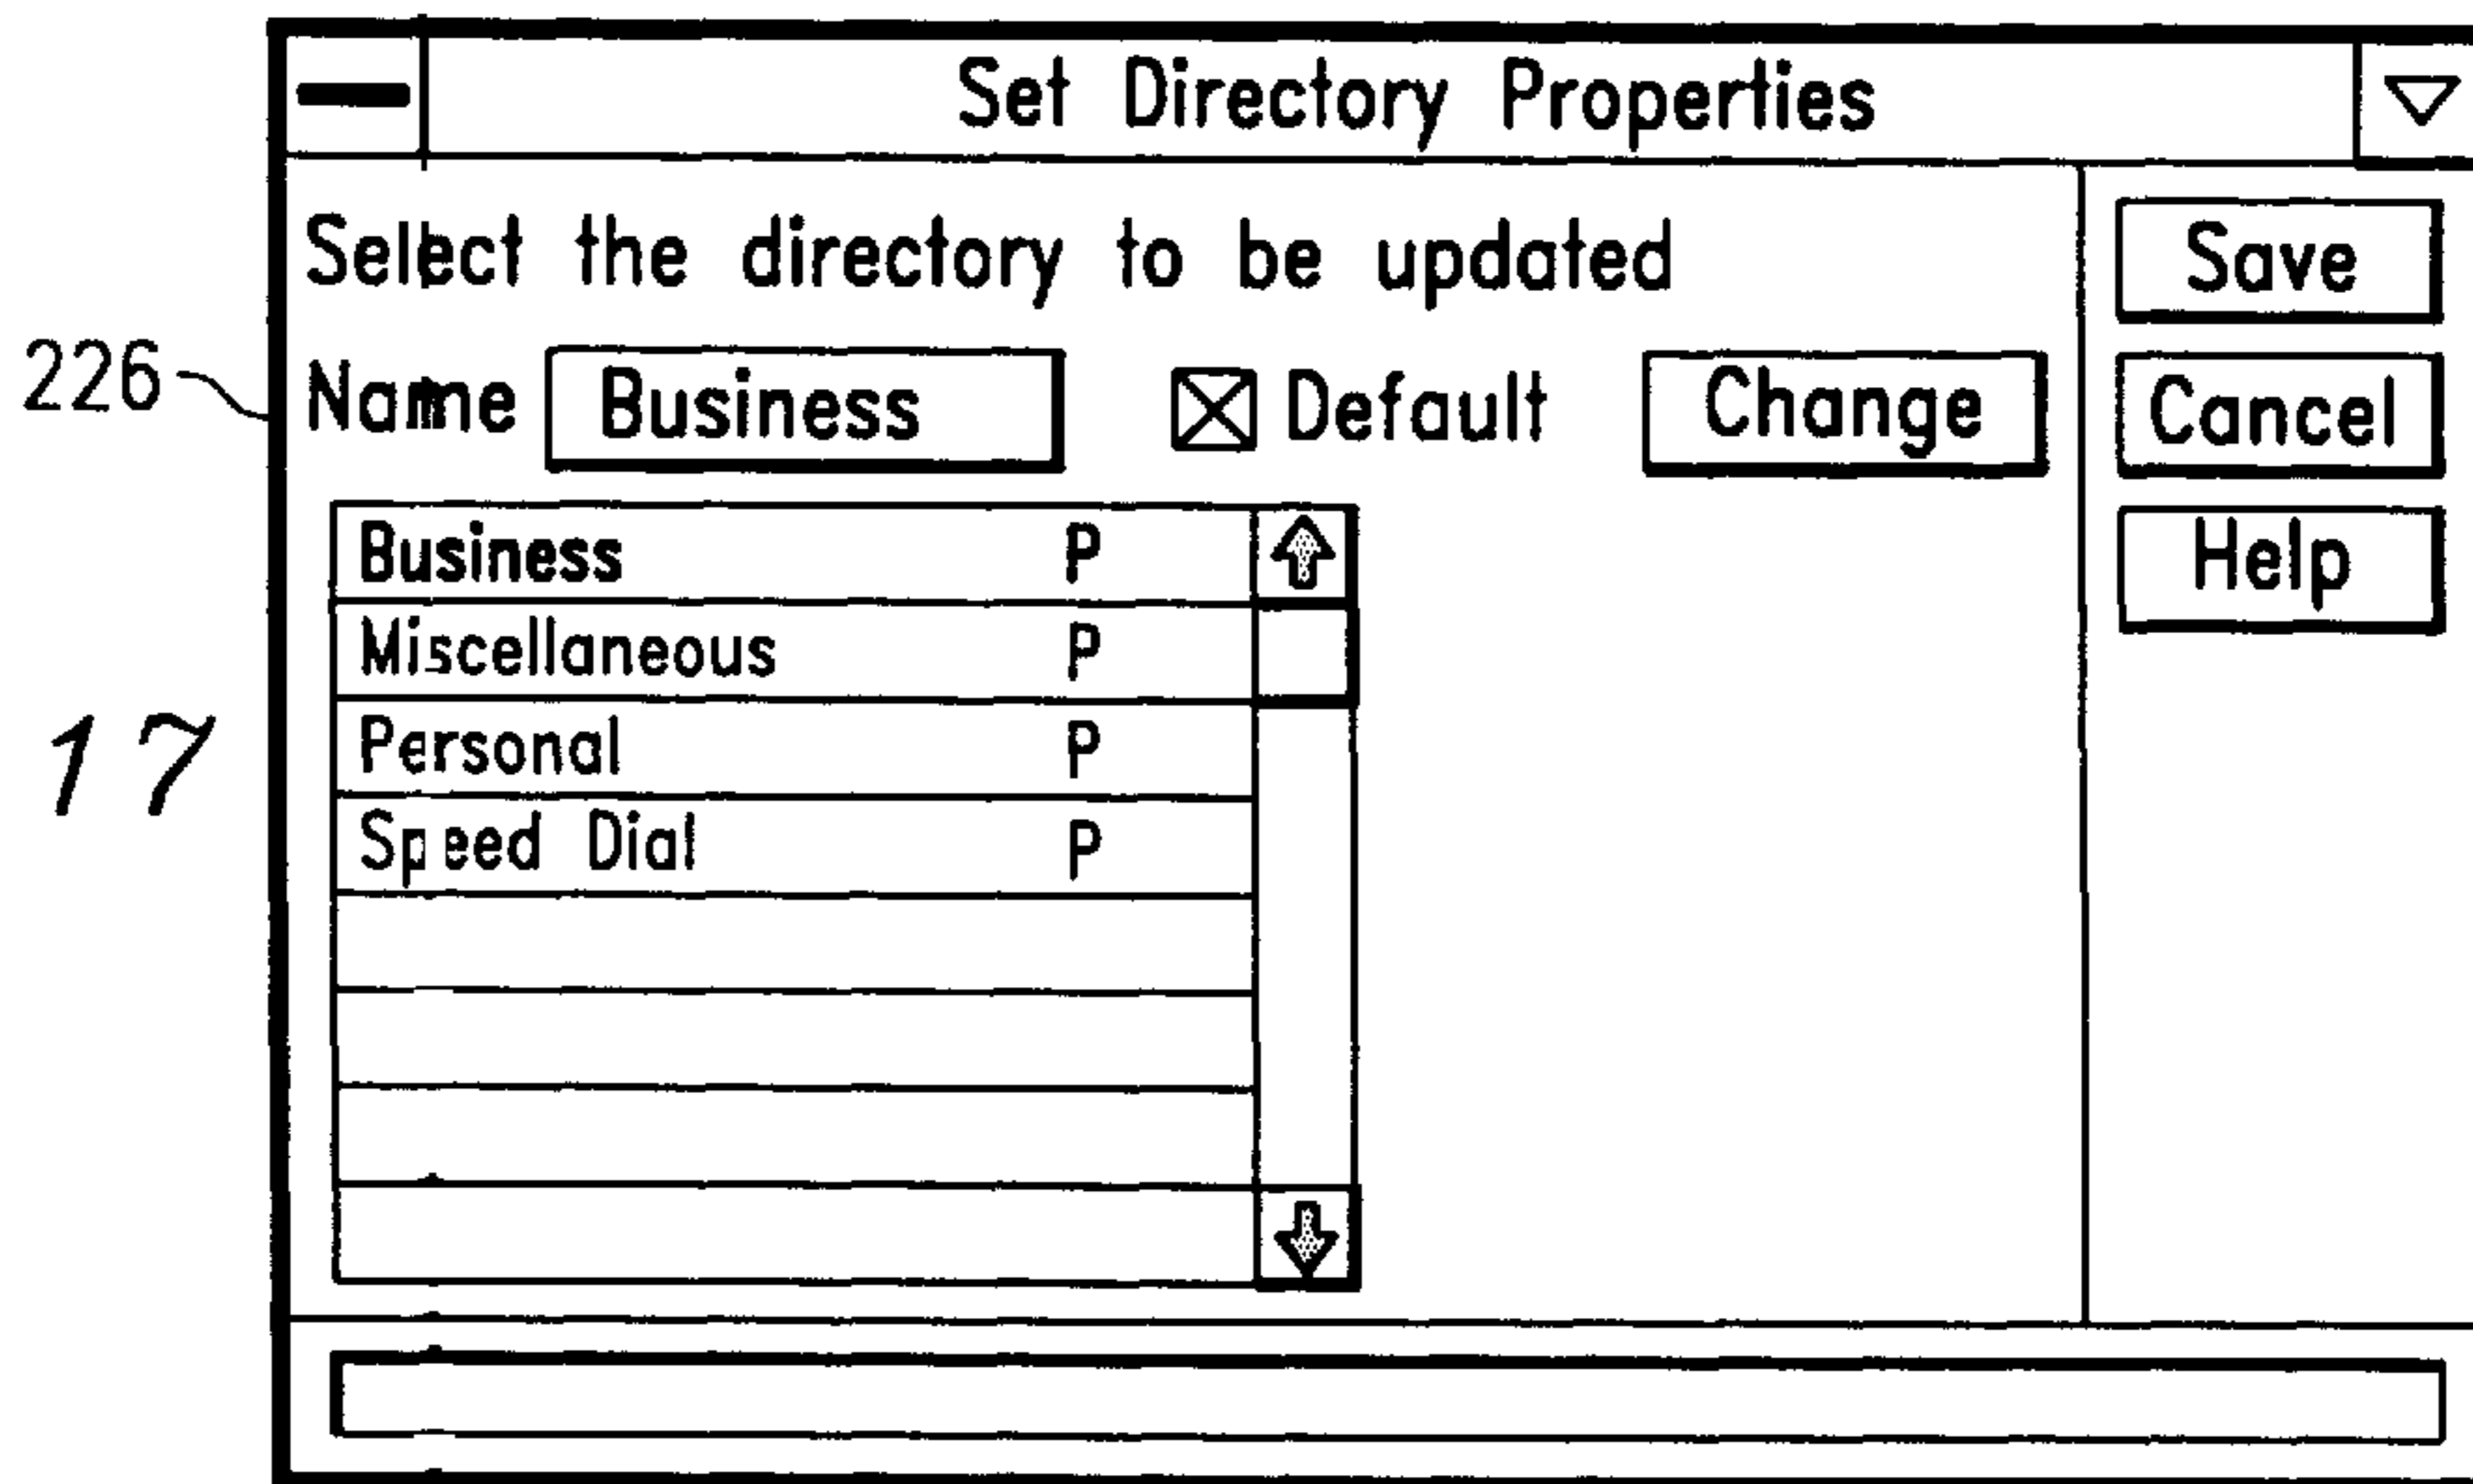 Set Directory Properties
Select the directory to be updated
Save
226
Name Business Default Change
Cancel
Business P
Help
Miscellaneous P
17
Personal P
Speed Dial P